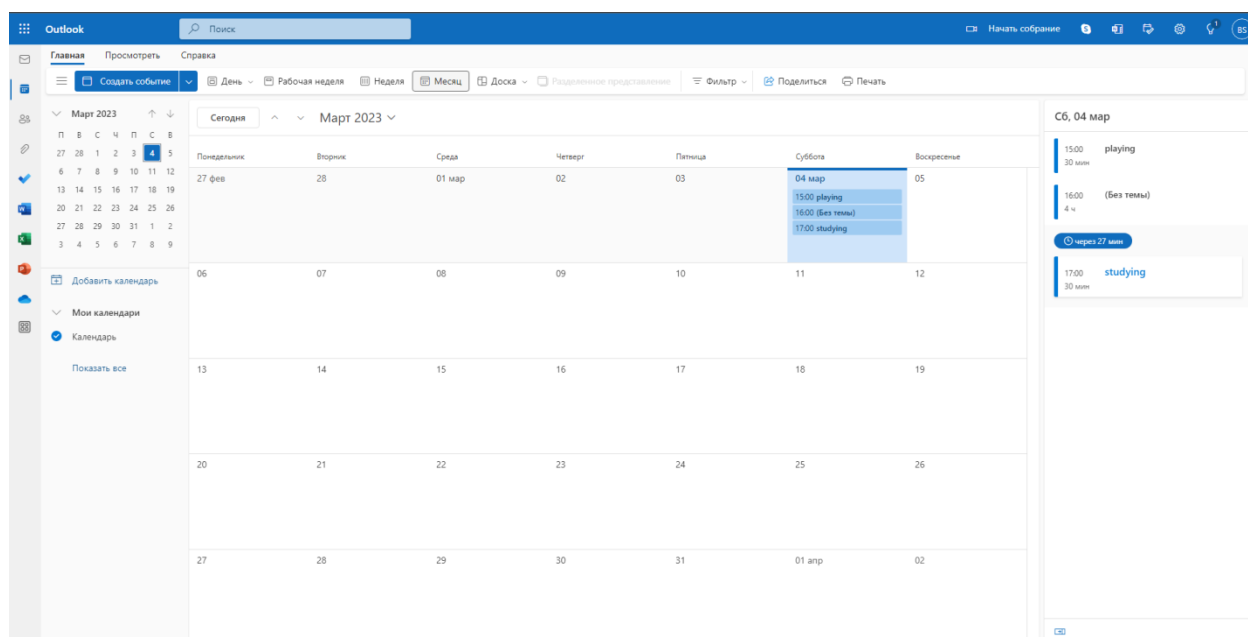 Outlook
Поиск
Начать собрание
1
BS
Главная Просмотреть Справка
Создать событие День Рабочая неделя Неделя Месяц Доска Разделенное представление Фильтр Поделиться Печать
Март 2023
П В С Ч П С В
27 28 1 2 3 4 5
6 7 8 9 10 11 12
13 14 15 16 17 18 19
20 21 22 23 24 25 26
27 28 29 30 31 1 2
3 4 5 6 7 8 9
Добавить календарь
Мои календари
Календарь
Показать все
Сегодня Март 2023
Понедельник Вторник Среда Четверг Пятница Суббота Воскресенье
27 фев 28 01 мар 02 03 04 мар 05
15:00 playing
16:00 (Без темы)
17:00 studying
06 07 08 09 10 11 12
13 14 15 16 17 18 19
20 21 22 23 24 25 26
27 28 29 30 31 01 апр 02
Сб, 04 мар
15:00 playing
30 мин
16:00 (Без темы)
4 ч
через 27 мин
17:00 studying
30 мин